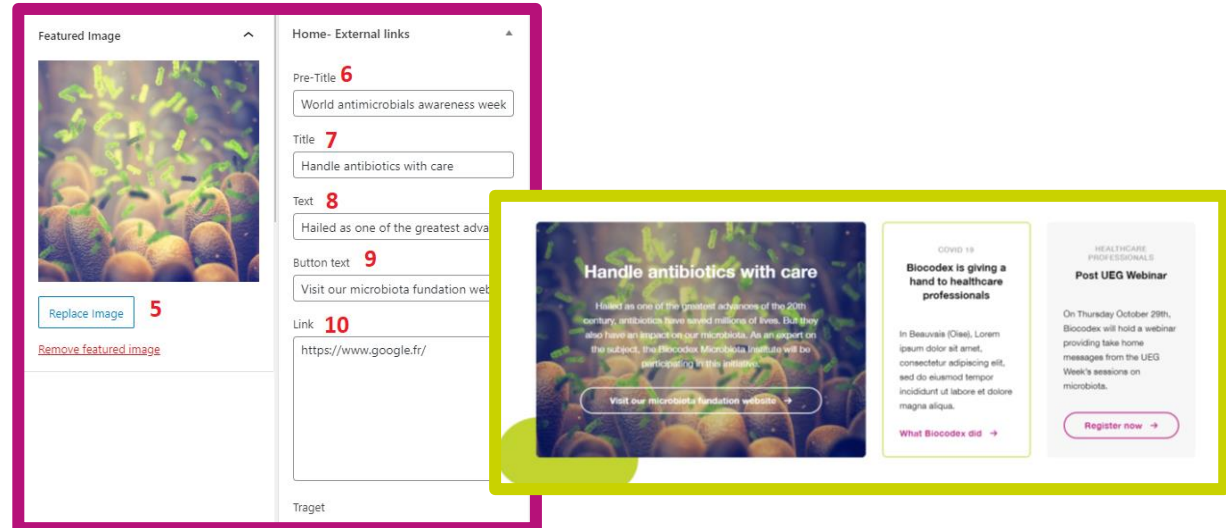 Featured Image
Replace Image
5
Remove featured image
Home- External links
Pre-Title 6
World antimicrobials awareness week
Title 7
Handle antibiotics with care
Text 8
Hailed as one of the greatest adva
Button text 9
Visit our microbiota fundation web
Link 10
https://www.google.fr/
Traget
Handle antibiotics with care
Hailed as one of the greatest advances of the 20th
century, antibiotics have saved millions of lives. But they
also have an impact on our microbiota. As an expert on
the subject, the Biocodex Microbiota Institute will be
participating in this initiative.
Visit our microbiota fundation website →
COVID 19
Biocodex is giving a
hand to healthcare
professionals
In Beauvais (Oise), Lorem
ipsum dolor sit amet,
consectetur adipiscing elit,
sed do eiusmod tempor
incididunt ut labore et dolore
magna aliqua.
What Biocodex did →
HEALTHCARE
PROFESSIONALS
Post UEG Webinar
On Thursday October 29th,
Biocodex will hold a webinar
providing take home
messages from the UEG
Week's sessions on
microbiota.
Register now →